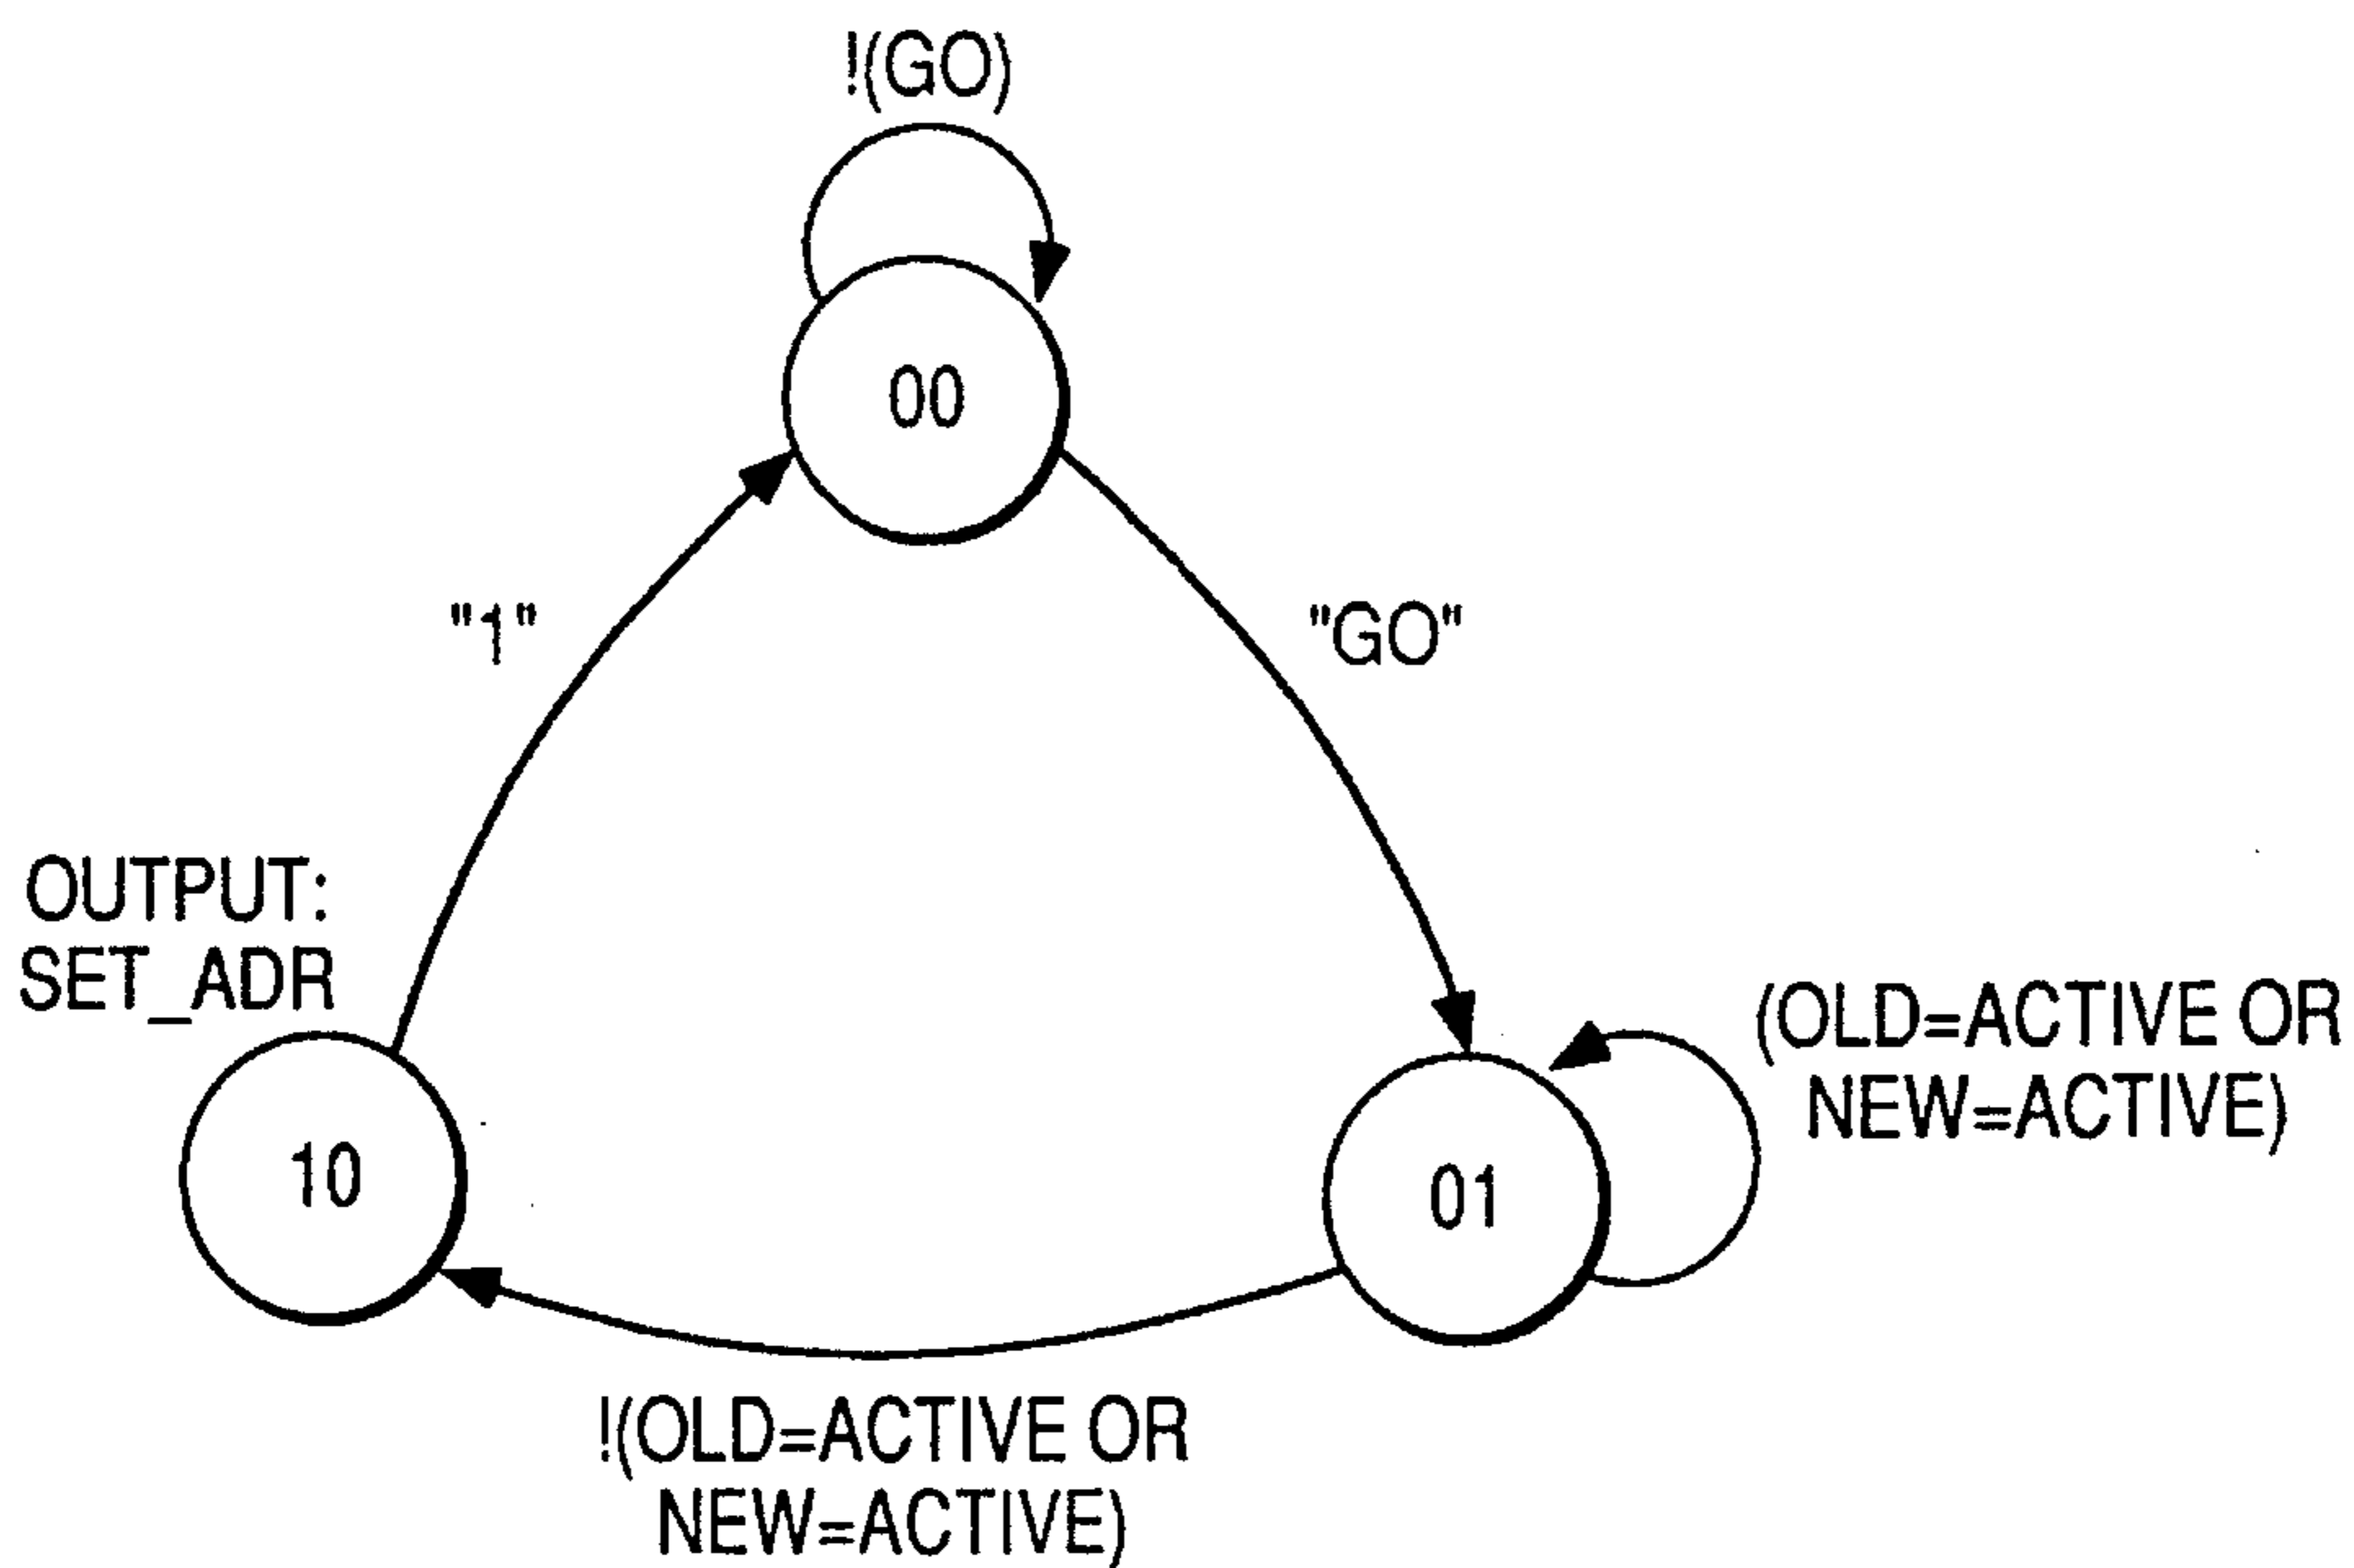 !(GO)
00
"1"
"GO"
OUTPUT:
SET_ADR
(OLD=ACTIVE OR
NEW=ACTIVE)
10
01
!(OLD=ACTIVE OR
NEW=ACTIVE)